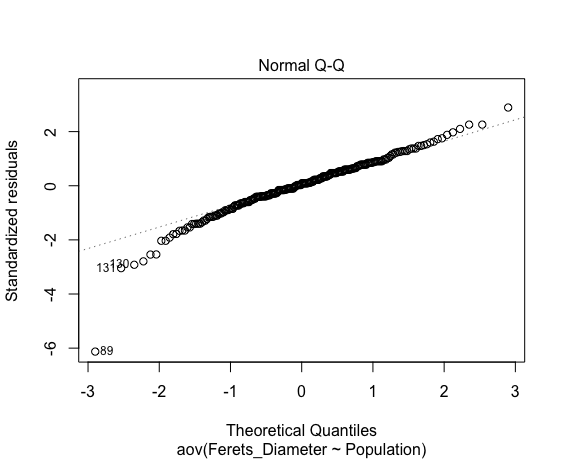 Normal Q-Q
Standardized residuals
2
0
-2
-4
-6
130
131
89
-3 -2 -1 0 1 2 3
Theoretical Quantiles
aov(Ferets_Diameter ~ Population)